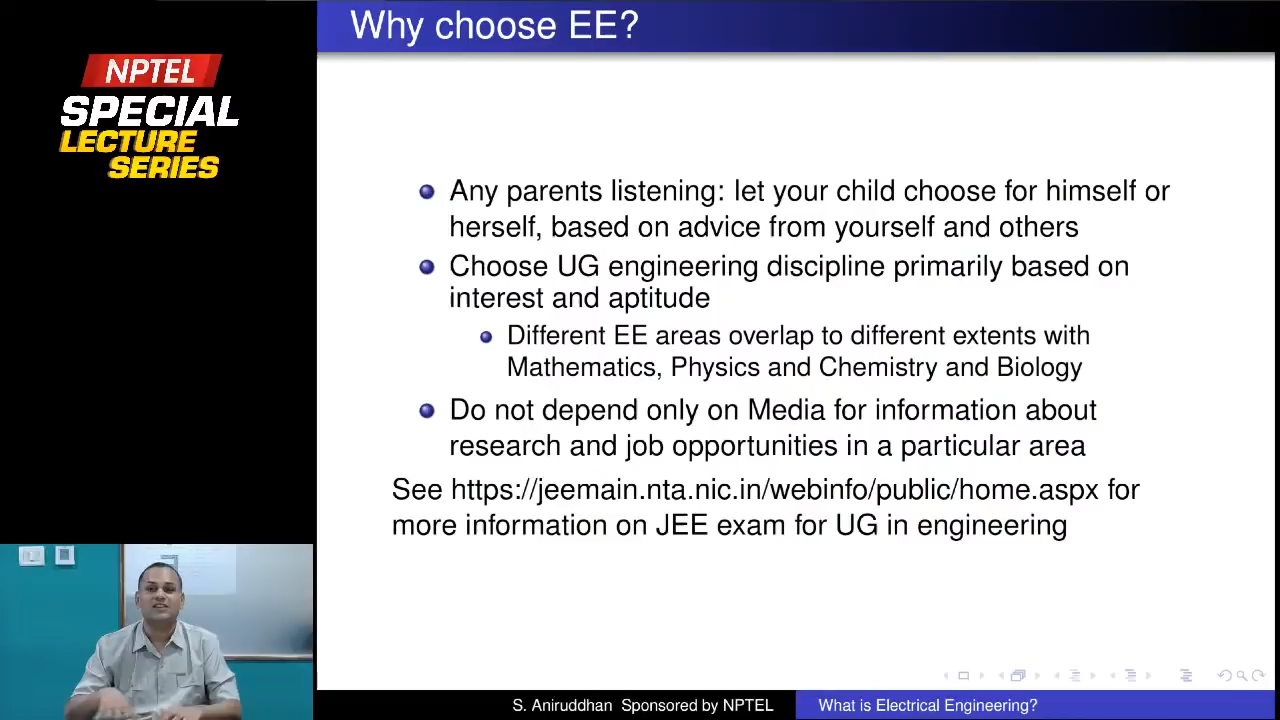 Why choose EE?
NPTEL
SPECIAL
LECTURE
SERIES
Any parents listening: let your child choose for himself or
herself, based on advice from yourself and others
Choose UG engineering discipline primarily based on
interest and aptitude
Different EE areas overlap to different extents with
Mathematics, Physics and Chemistry and Biology
Do not depend only on Media for information about
research and job opportunities in a particular area
See https://jeemain.nta.nic.in/webinfo/public/home.aspx for
more information on JEE exam for UG in engineering
S. Aniruddhan Sponsored by NPTEL
What is Electrical Engineering?